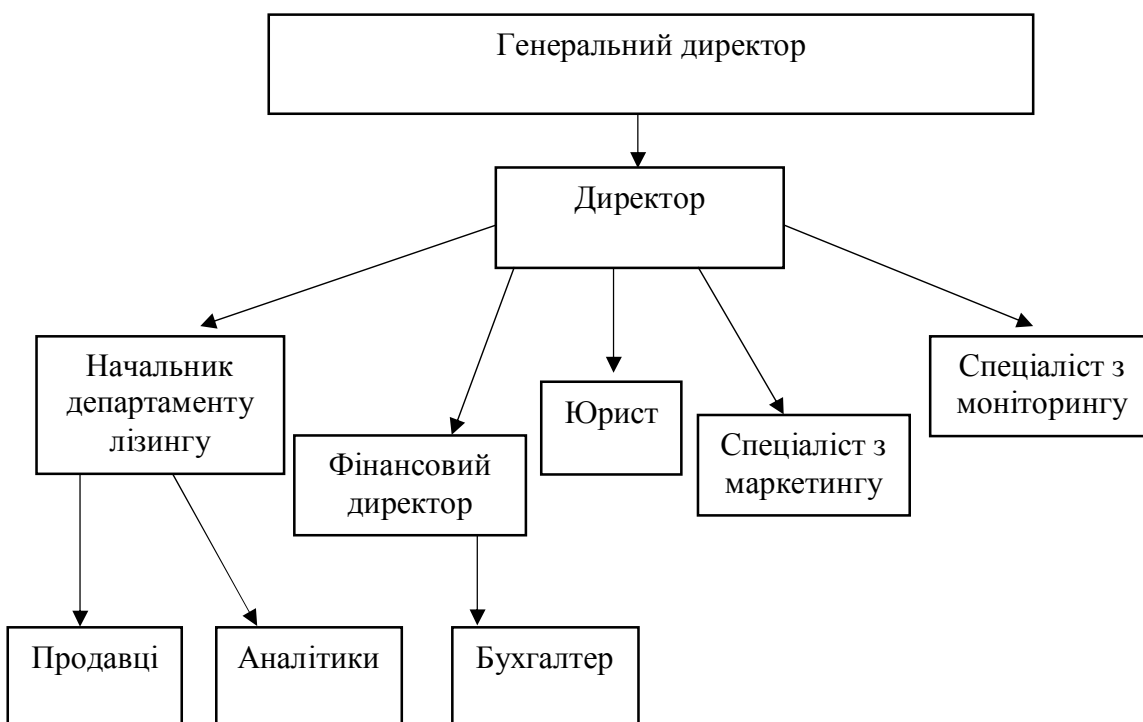 Генеральний директор
Директор
Начальник
департаменту
лізингу
Фінансовий
директор
Юрист
Спеціаліст з
маркетингу
Спеціаліст з
моніторингу
Продавці
Аналітики
Бухгалтер